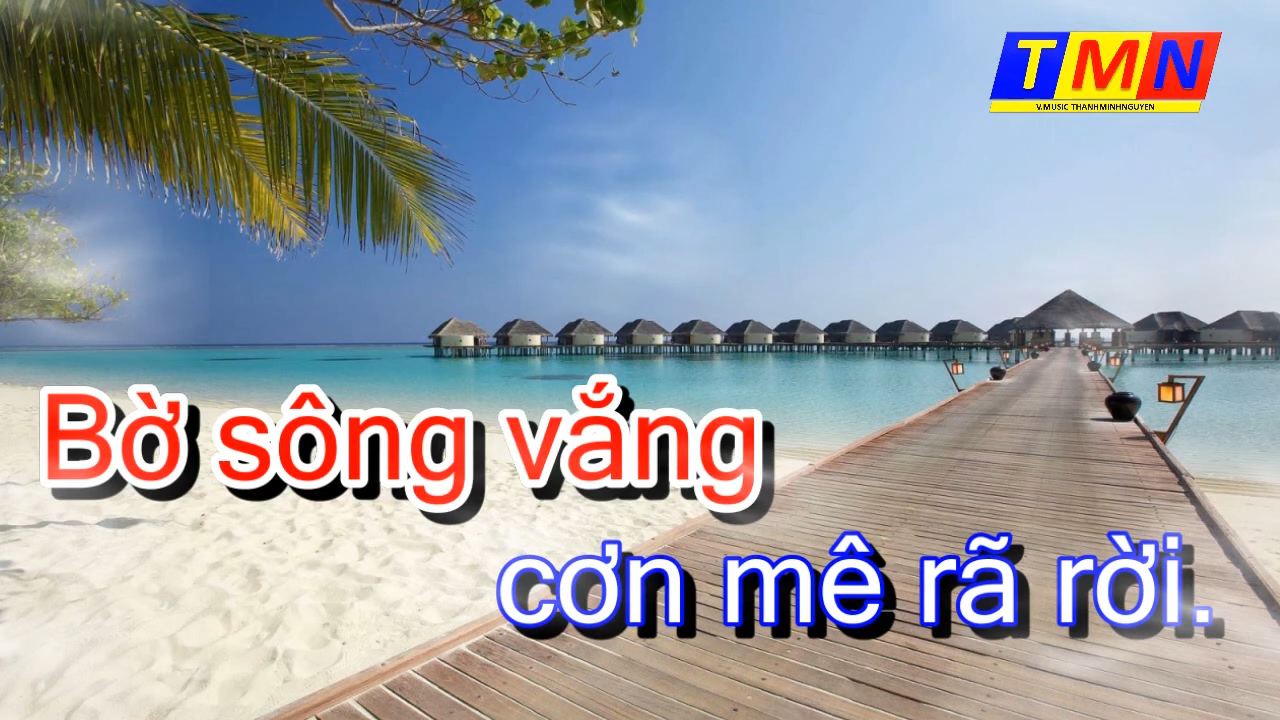 TMN
V.MUSIC THANHMINHNGUYEN
Bờ sông vắng
cơn mê rã rời.